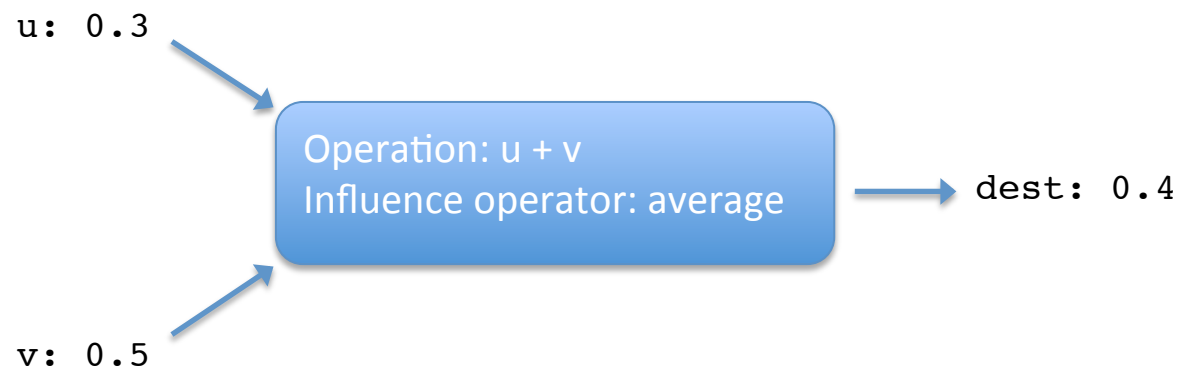 u: 0.3
Operation: u + v
Influence operator: average
dest: 0.4
v: 0.5